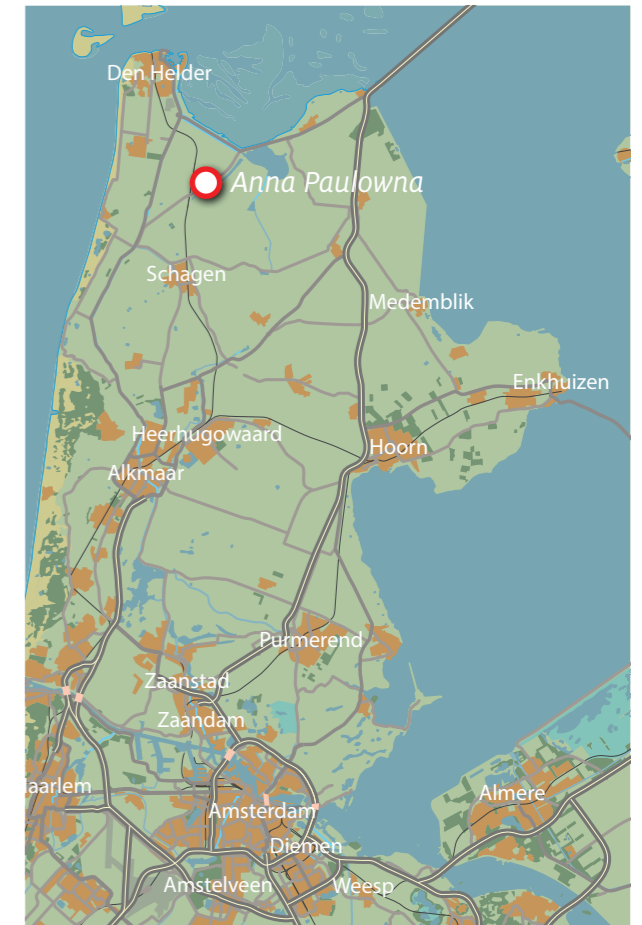 Den Helder
Anna Paulowna
Schagen
Medemblik
Enkhuizen
Heerhugowaard
Hoorn
Alkmaar
Purmerend
Zaanstad
Zaandam
aarlem
Almere
Amsterdam
Diemen
Amstelveen
Weesp